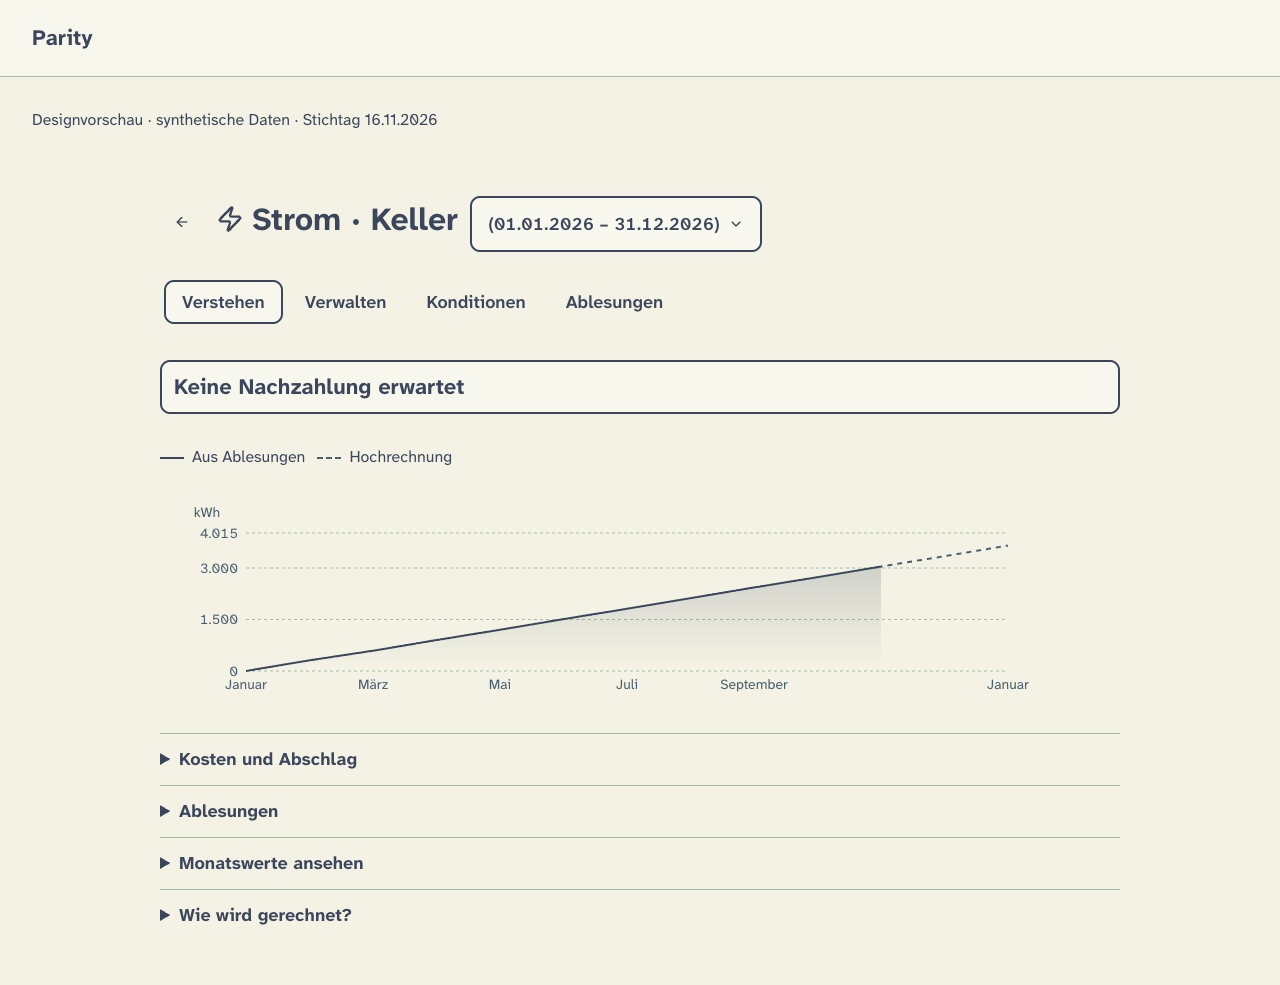 Parity
Designvorschau · synthetische Daten · Stichtag 16.11.2026
Strom · Keller (01.01.2026 – 31.12.2026)
Verstehen Verwalten Konditionen Ablesungen
Keine Nachzahlung erwartet
Aus Ablesungen Hochrechnung
kWh
4.015
3.000
1.500
0
Januar März Mai Juli September Januar
Kosten und Abschlag
Ablesungen
Monatswerte ansehen
Wie wird gerechnet?